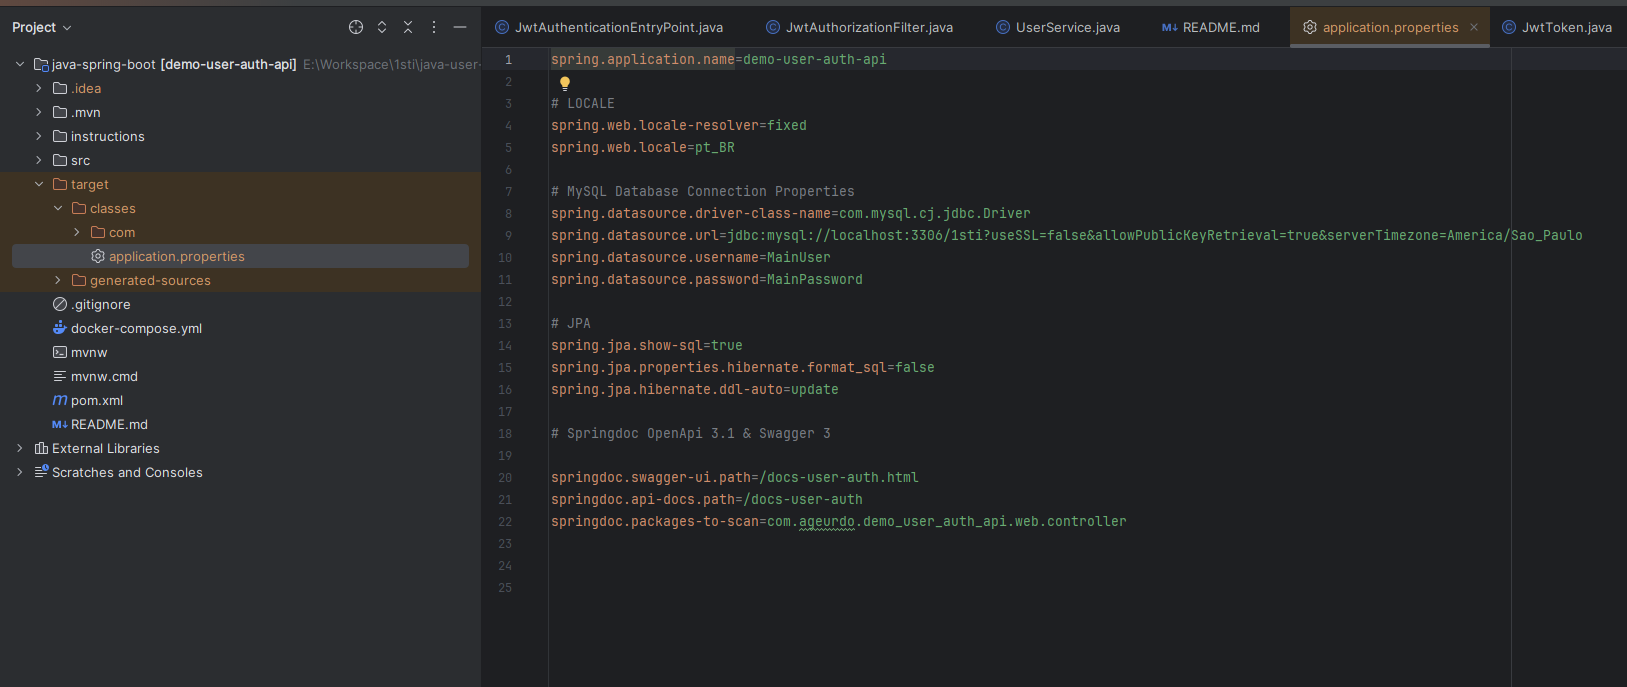 Project
java-spring-boot [demo-user-auth-api] E:\Workspace\1sti\java-user-
.idea
.mvn
instructions
src
target
classes
com
application.properties
generated-sources
.gitignore
docker-compose.yml
mvnw
mvnw.cmd
pom.xml
README.md
External Libraries
Scratches and Consoles
JwtAuthenticationEntryPoint.java JwtAuthorizationFilter.java UserService.java README.md application.properties JwtToken.java
1 spring.application.name=demo-user-auth-api
2
3 # LOCALE
4 spring.web.locale-resolver=fixed
5 spring.web.locale=pt_BR
6
7 # MySQL Database Connection Properties
8 spring.datasource.driver-class-name=com.mysql.cj.jdbc.Driver
9 spring.datasource.url=jdbc:mysql://localhost:3306/1sti?useSSL=false&allowPublicKeyRetrieval=true&serverTimezone=America/Sao_Paulo
10 spring.datasource.username=MainUser
11 spring.datasource.password=MainPassword
12
13 # JPA
14 spring.jpa.show-sql=true
15 spring.jpa.properties.hibernate.format_sql=false
16 spring.jpa.hibernate.ddl-auto=update
17
18 # Springdoc OpenApi 3.1 & Swagger 3
19
20 springdoc.swagger-ui.path=/docs-user-auth.html
21 springdoc.api-docs.path=/docs-user-auth
22 springdoc.packages-to-scan=com.ageurdo.demo_user_auth_api.web.controller
23
24
25